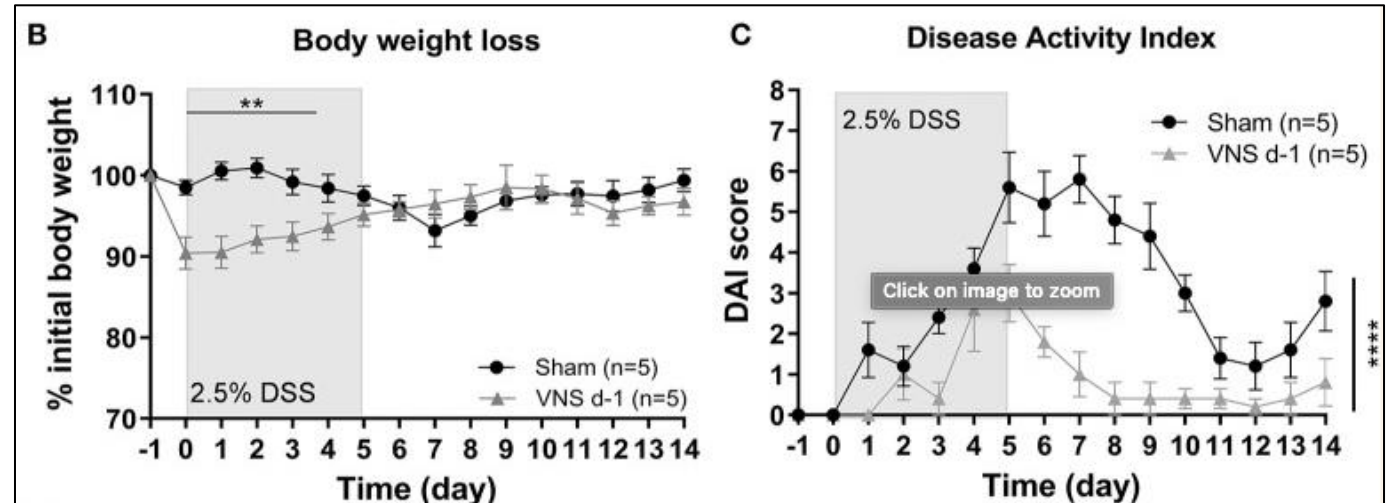 B
Body weight loss
% initial body weight
110
100
90
80
70
**
2.5% DSS
Sham (n=5)
VNS d-1 (n=5)
-1 0 1 2 3 4 5 6 7 8 9 10 11 12 13 14
Time (day)
C
Disease Activity Index
DAI score
8
7
6
5
4
3
2
1
0
2.5% DSS
Sham (n=5)
VNS d-1 (n=5)
Click on image to zoom
****
-1 0 1 2 3 4 5 6 7 8 9 10 11 12 13 14
Time (day)